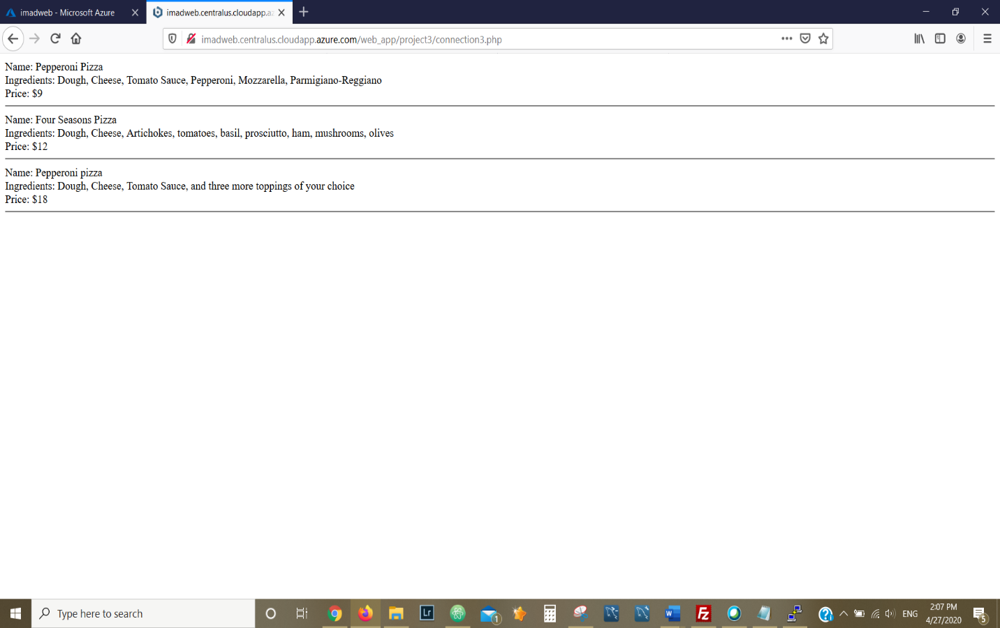 imadweb - Microsoft Azure
imadweb.centralus.cloudapp.az
imadweb.centralus.cloudapp.azure.com/web_app/project3/connection3.php
Name: Pepperoni Pizza
Ingredients: Dough, Cheese, Tomato Sauce, Pepperoni, Mozzarella, Parmigiano-Reggiano
Price: $9
Name: Four Seasons Pizza
Ingredients: Dough, Cheese, Artichokes, tomatoes, basil, prosciutto, ham, mushrooms, olives
Price: $12
Name: Pepperoni pizza
Ingredients: Dough, Cheese, Tomato Sauce, and three more toppings of your choice
Price: $18
Type here to search
Lr
1
W
FZ
?
ENG
2:07 PM
4/27/2020
5